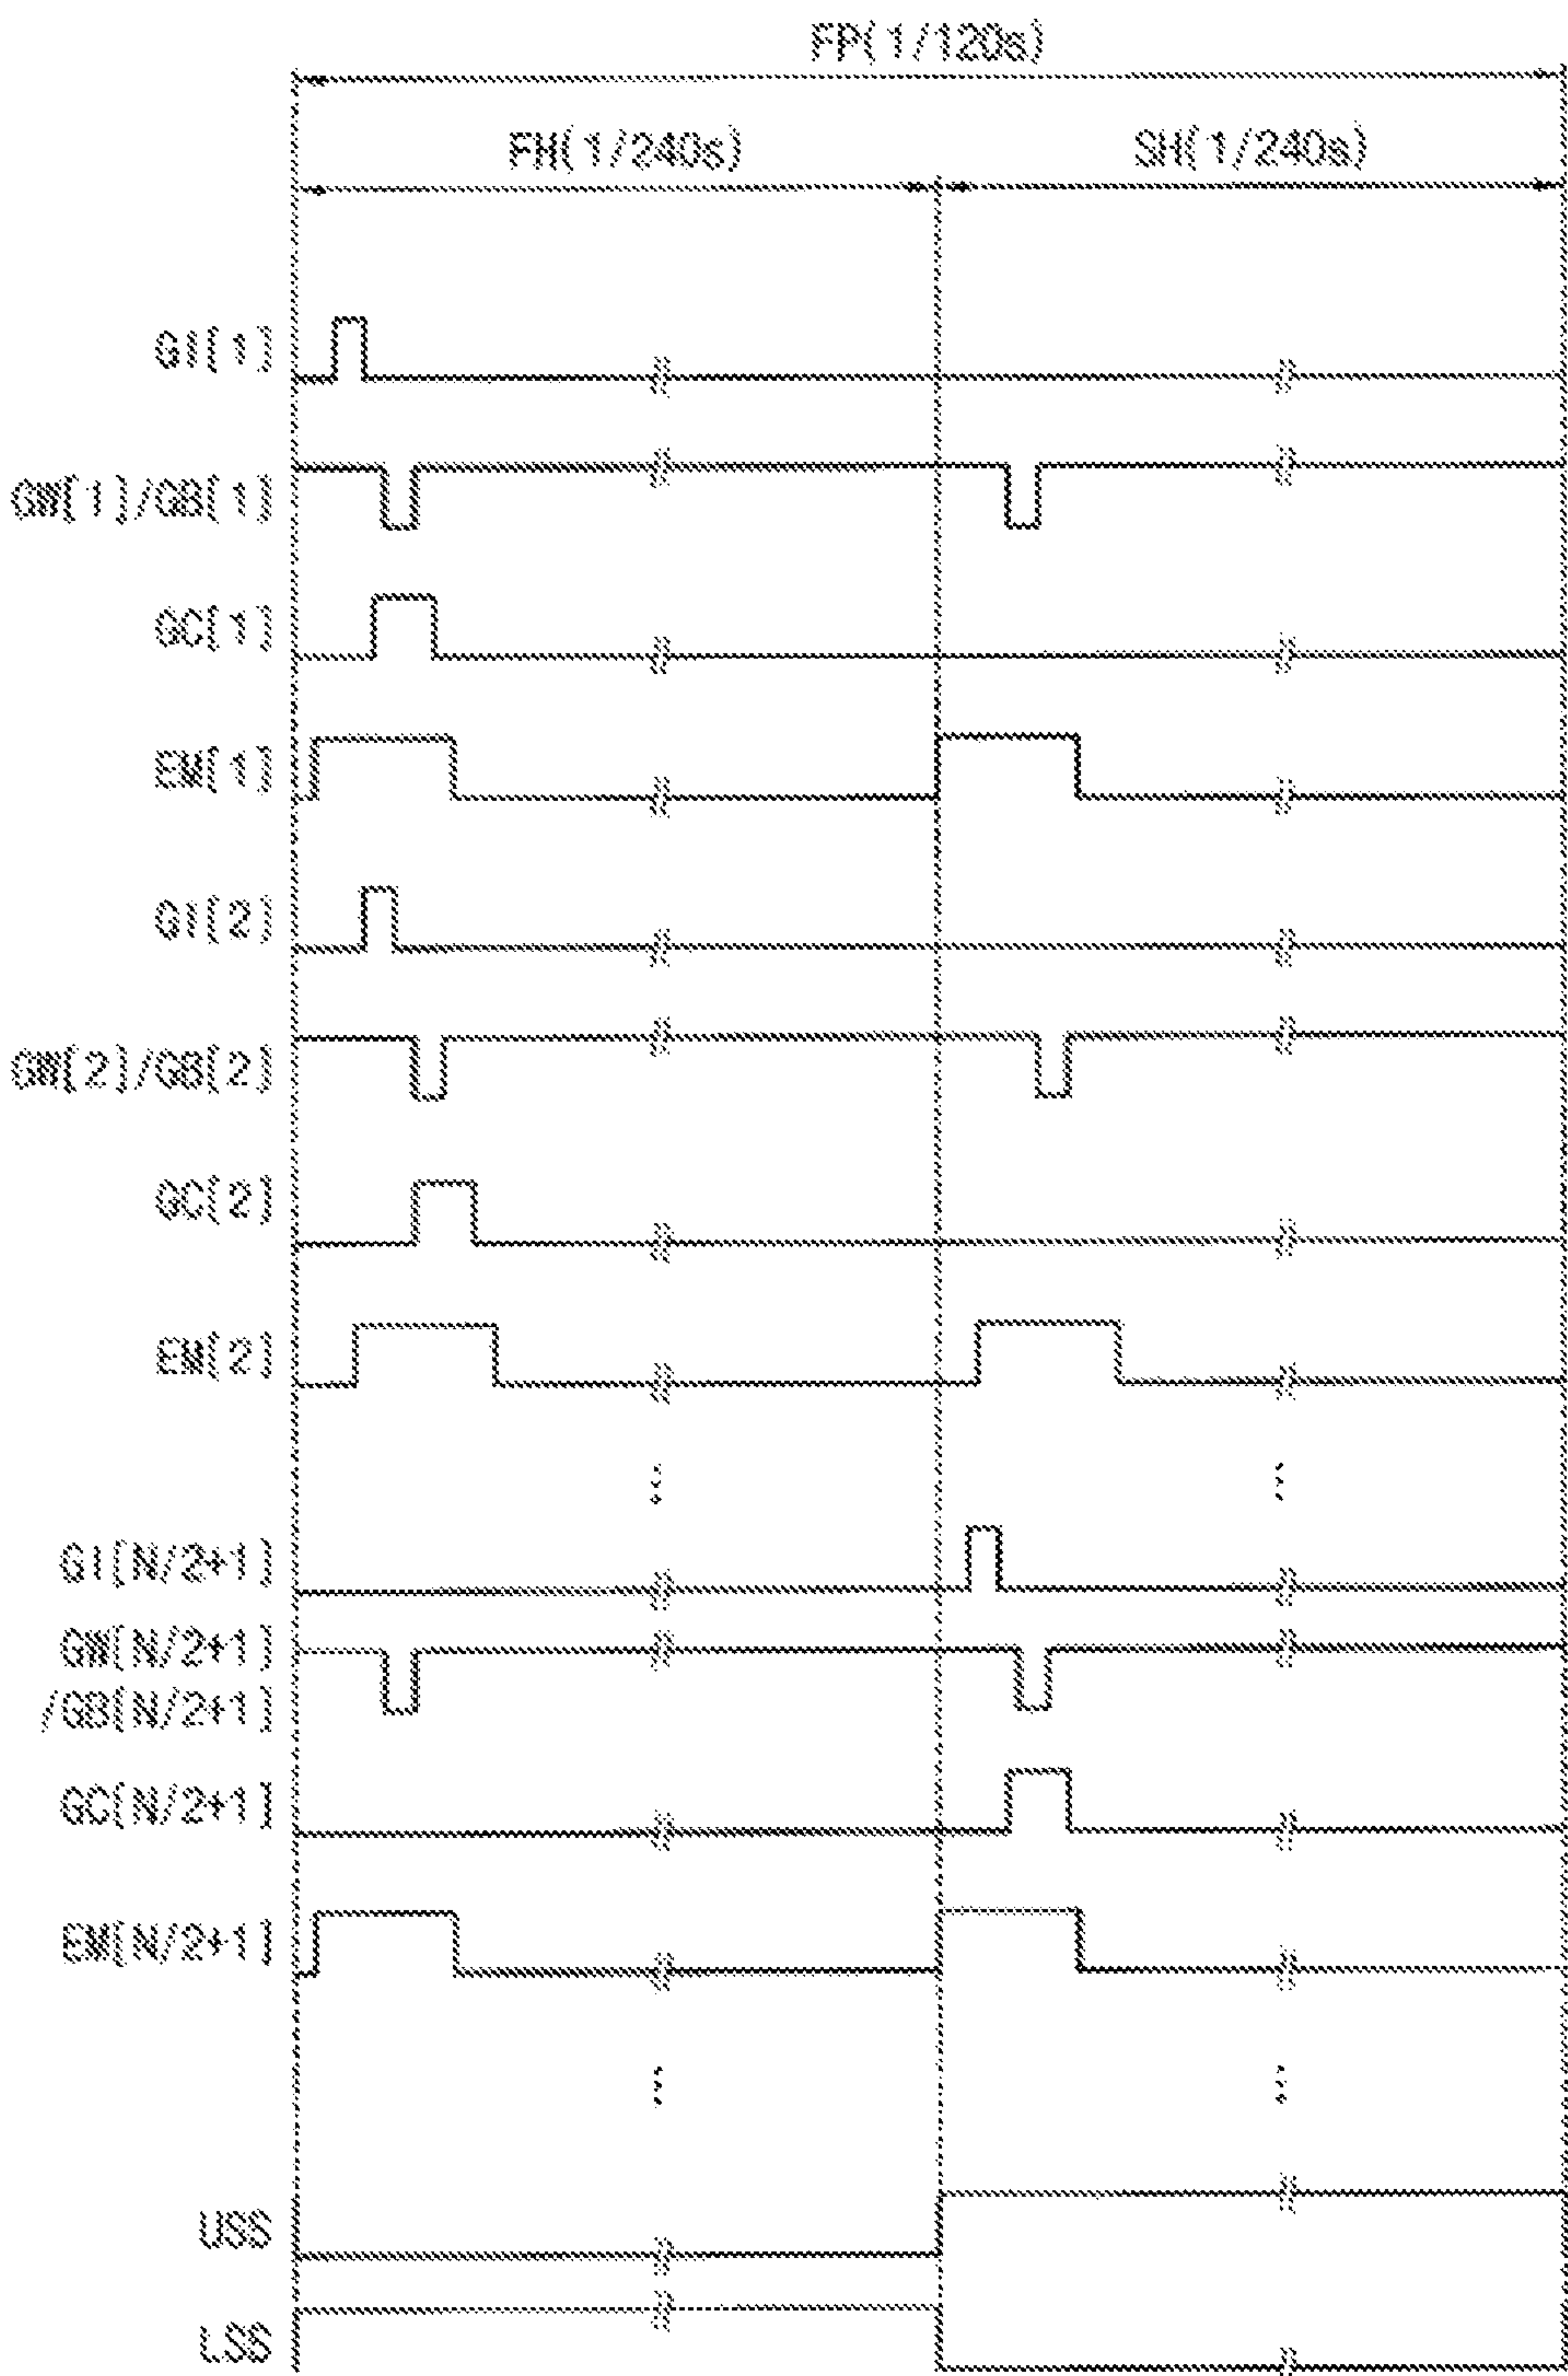 FP(1/120s)
FH(1/240s)
SH(1/240s)
GI[1]
GW[1]/GB[1]
GC[1]
EM[1]
GI[2]
GW[2]/GB[2]
GC[2]
EM[2]
GI[N/2+1]
GW[N/2+1]
/GB[N/2+1]
GC[N/2+1]
EM[N/2+1]
USS
LSS